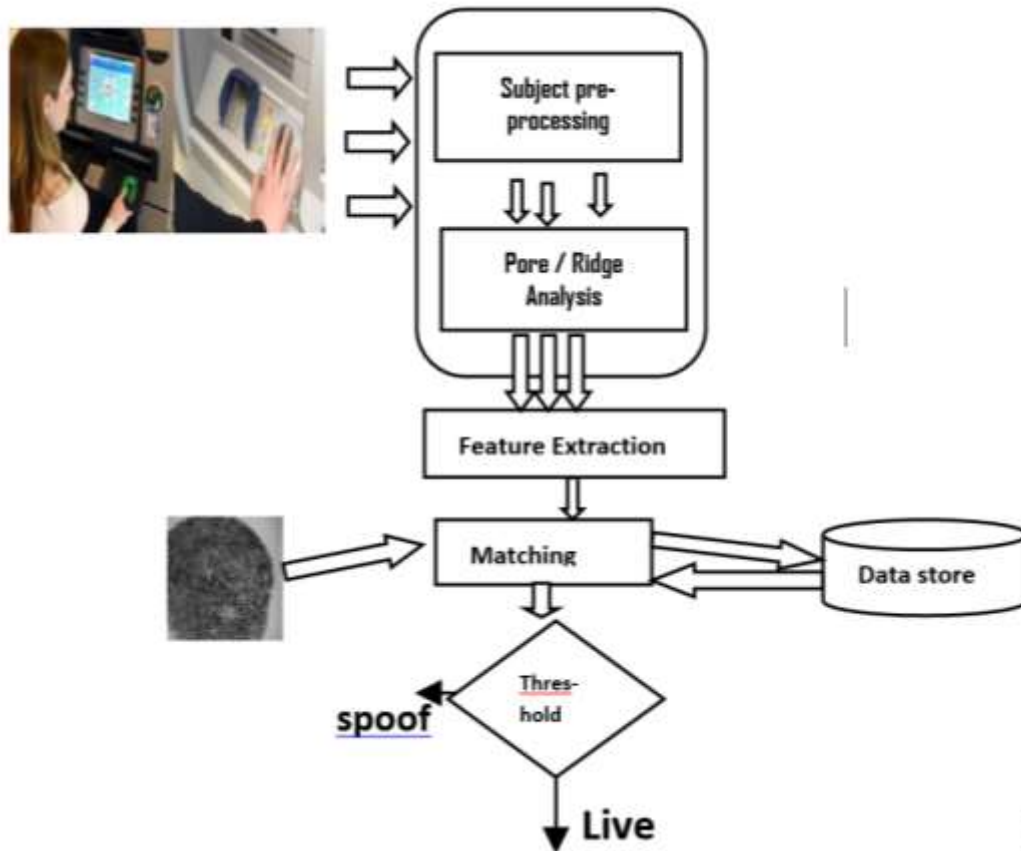 Subject pre-
processing
Pore / Ridge
Analysis
Feature Extraction
Matching
Data store
Thres-
hold
spoof
Live